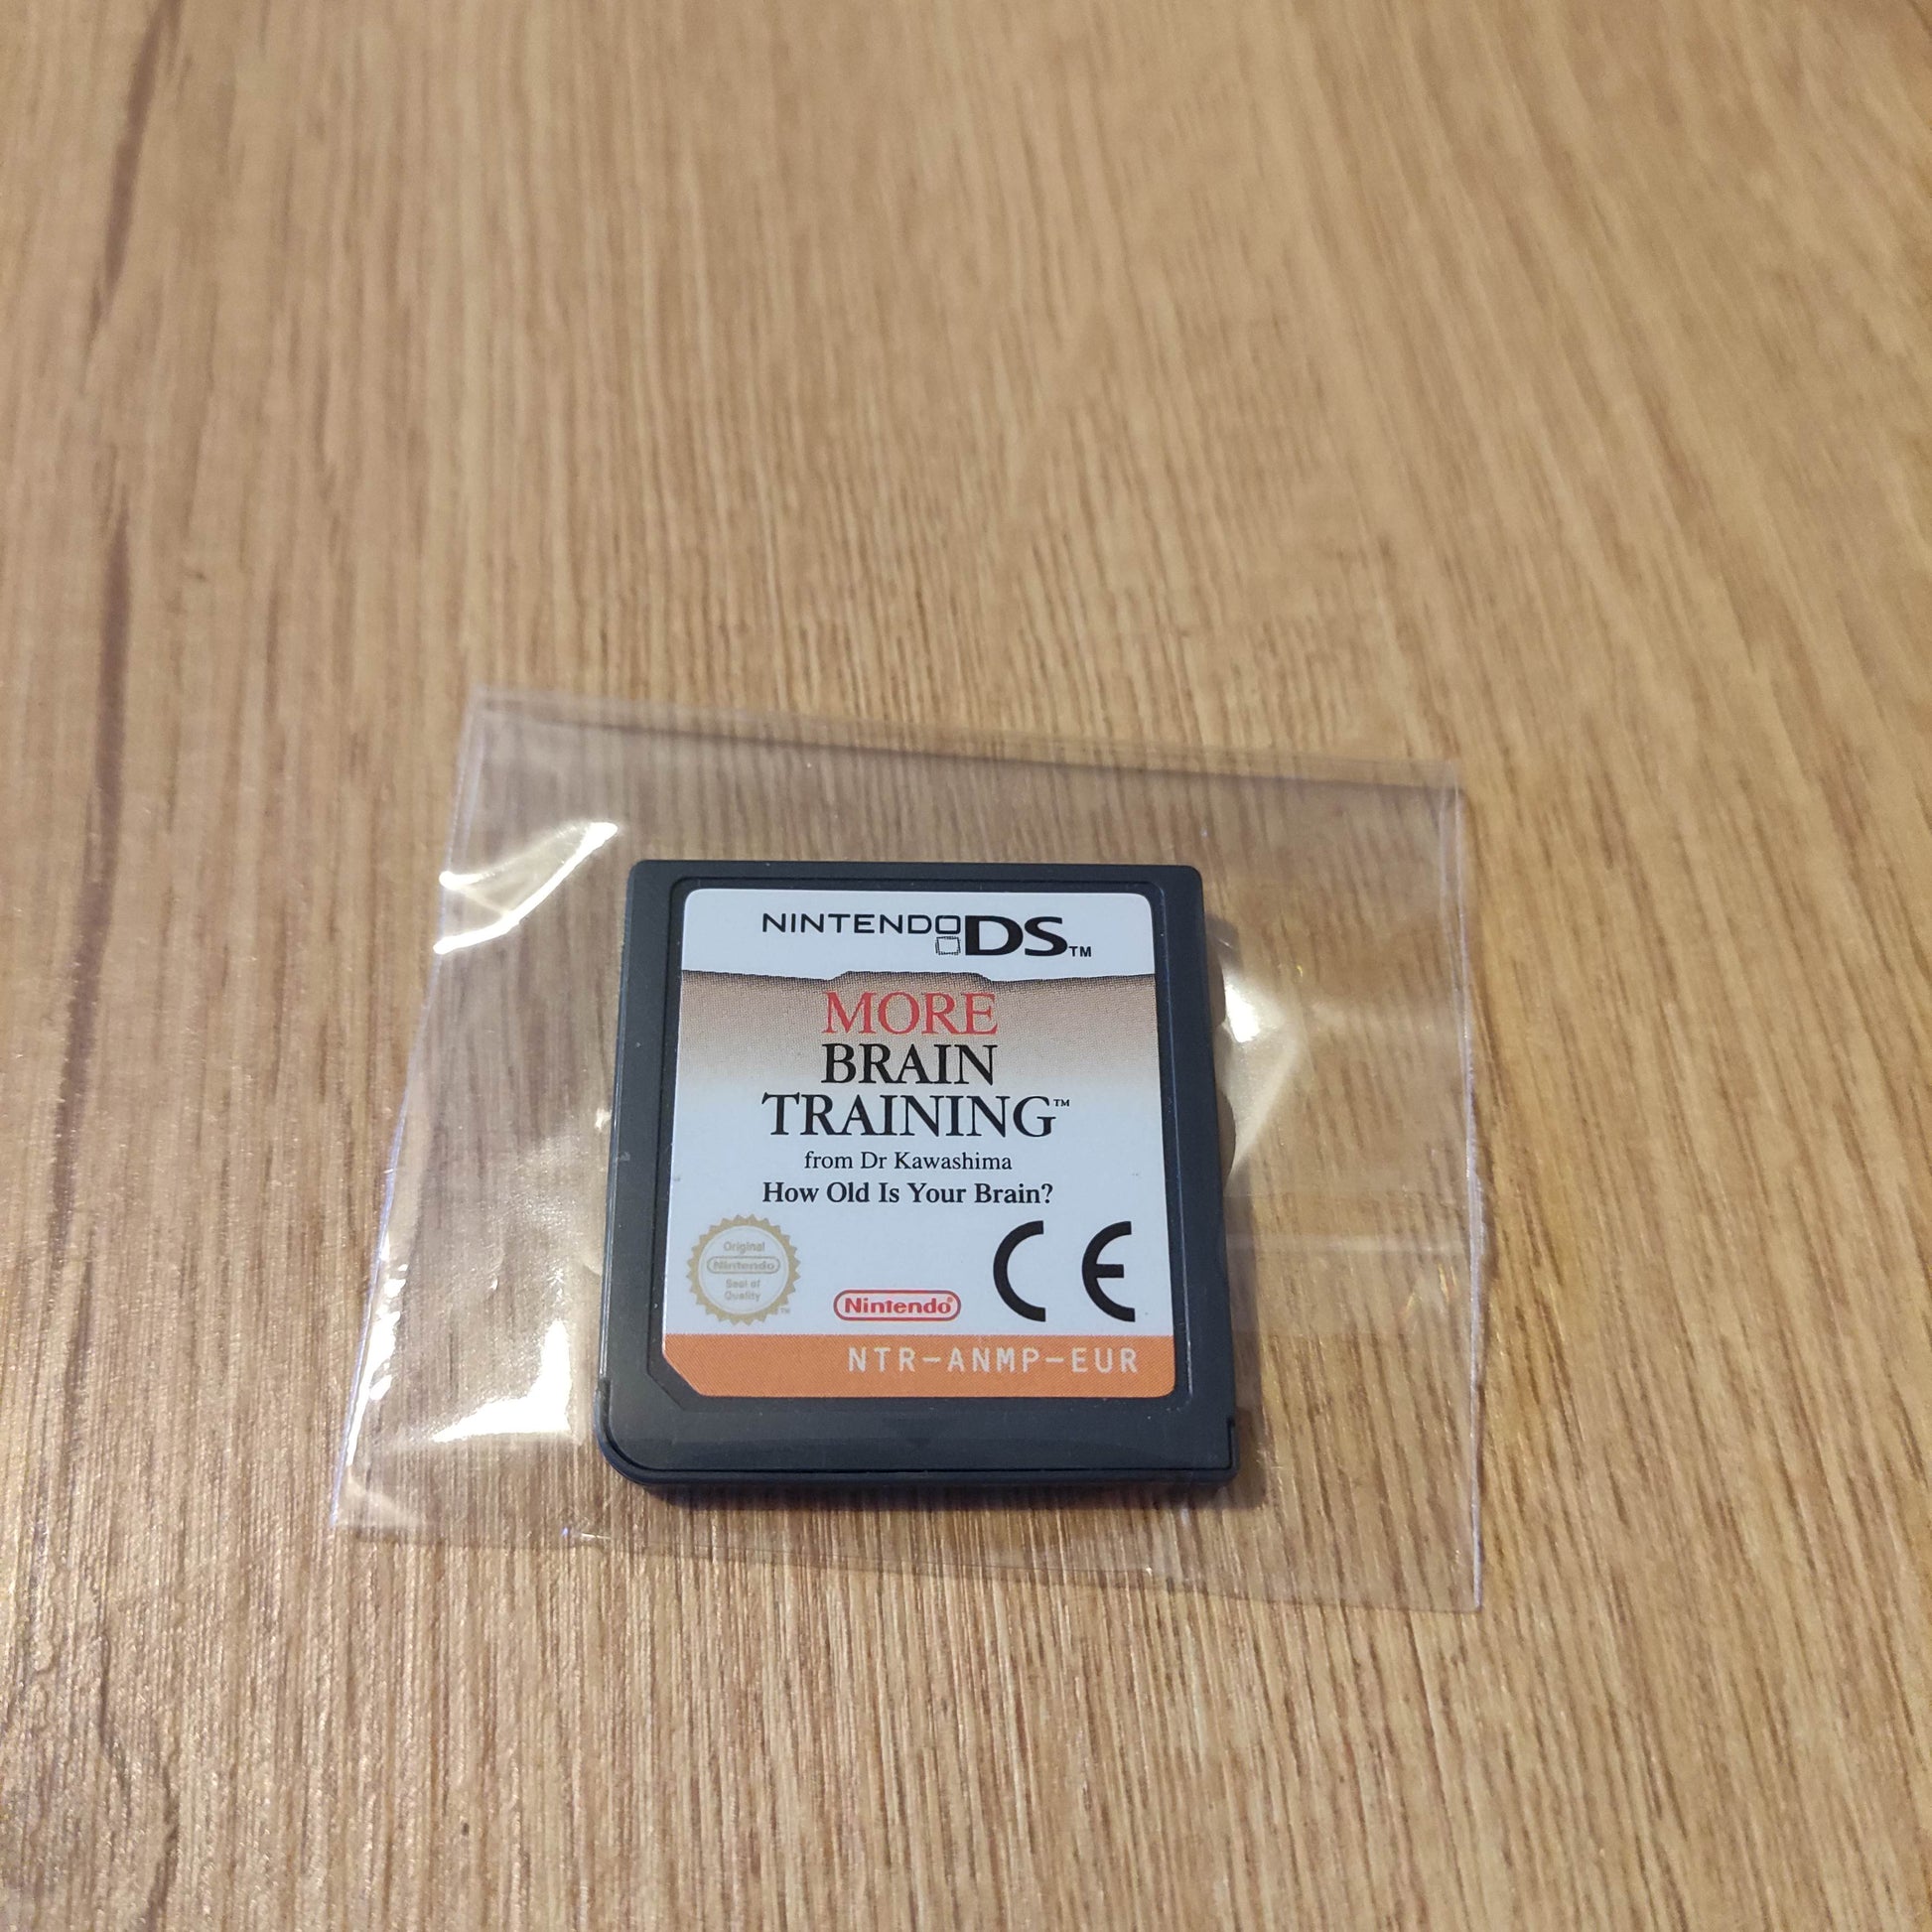 NINTENDO DS™
MORE
BRAIN
TRAINING™
from Dr Kawashima
How Old Is Your Brain?
Original
Nintendo
Seal of
Quality
TM
Nintendo®
CE
NTR-ANMP-EUR